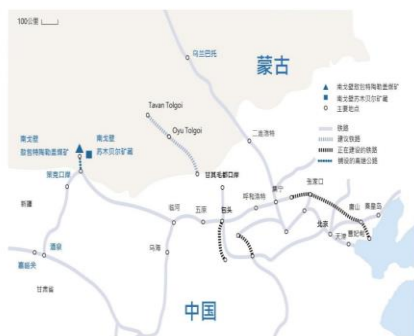 100公里
乌兰巴托
蒙古
Tavan Tolgoi
Oyu Tolgoi
南戈壁
敖包特陶勒盖煤矿
南戈壁
苏木贝尔矿藏
南戈壁敖包特陶勒盖煤矿
南戈壁苏木贝尔矿藏
主要地点
铁路
建议铁路
正在建设的铁路
铺设的高速公路
二连浩特
策克口岸
甘其毛都口岸
新疆
临河
五原
包头
呼和浩特
集宁
张家口
北京
唐山
秦皇岛
天津
曹妃甸
乌海
酒泉
嘉峪关
甘肃省
中国